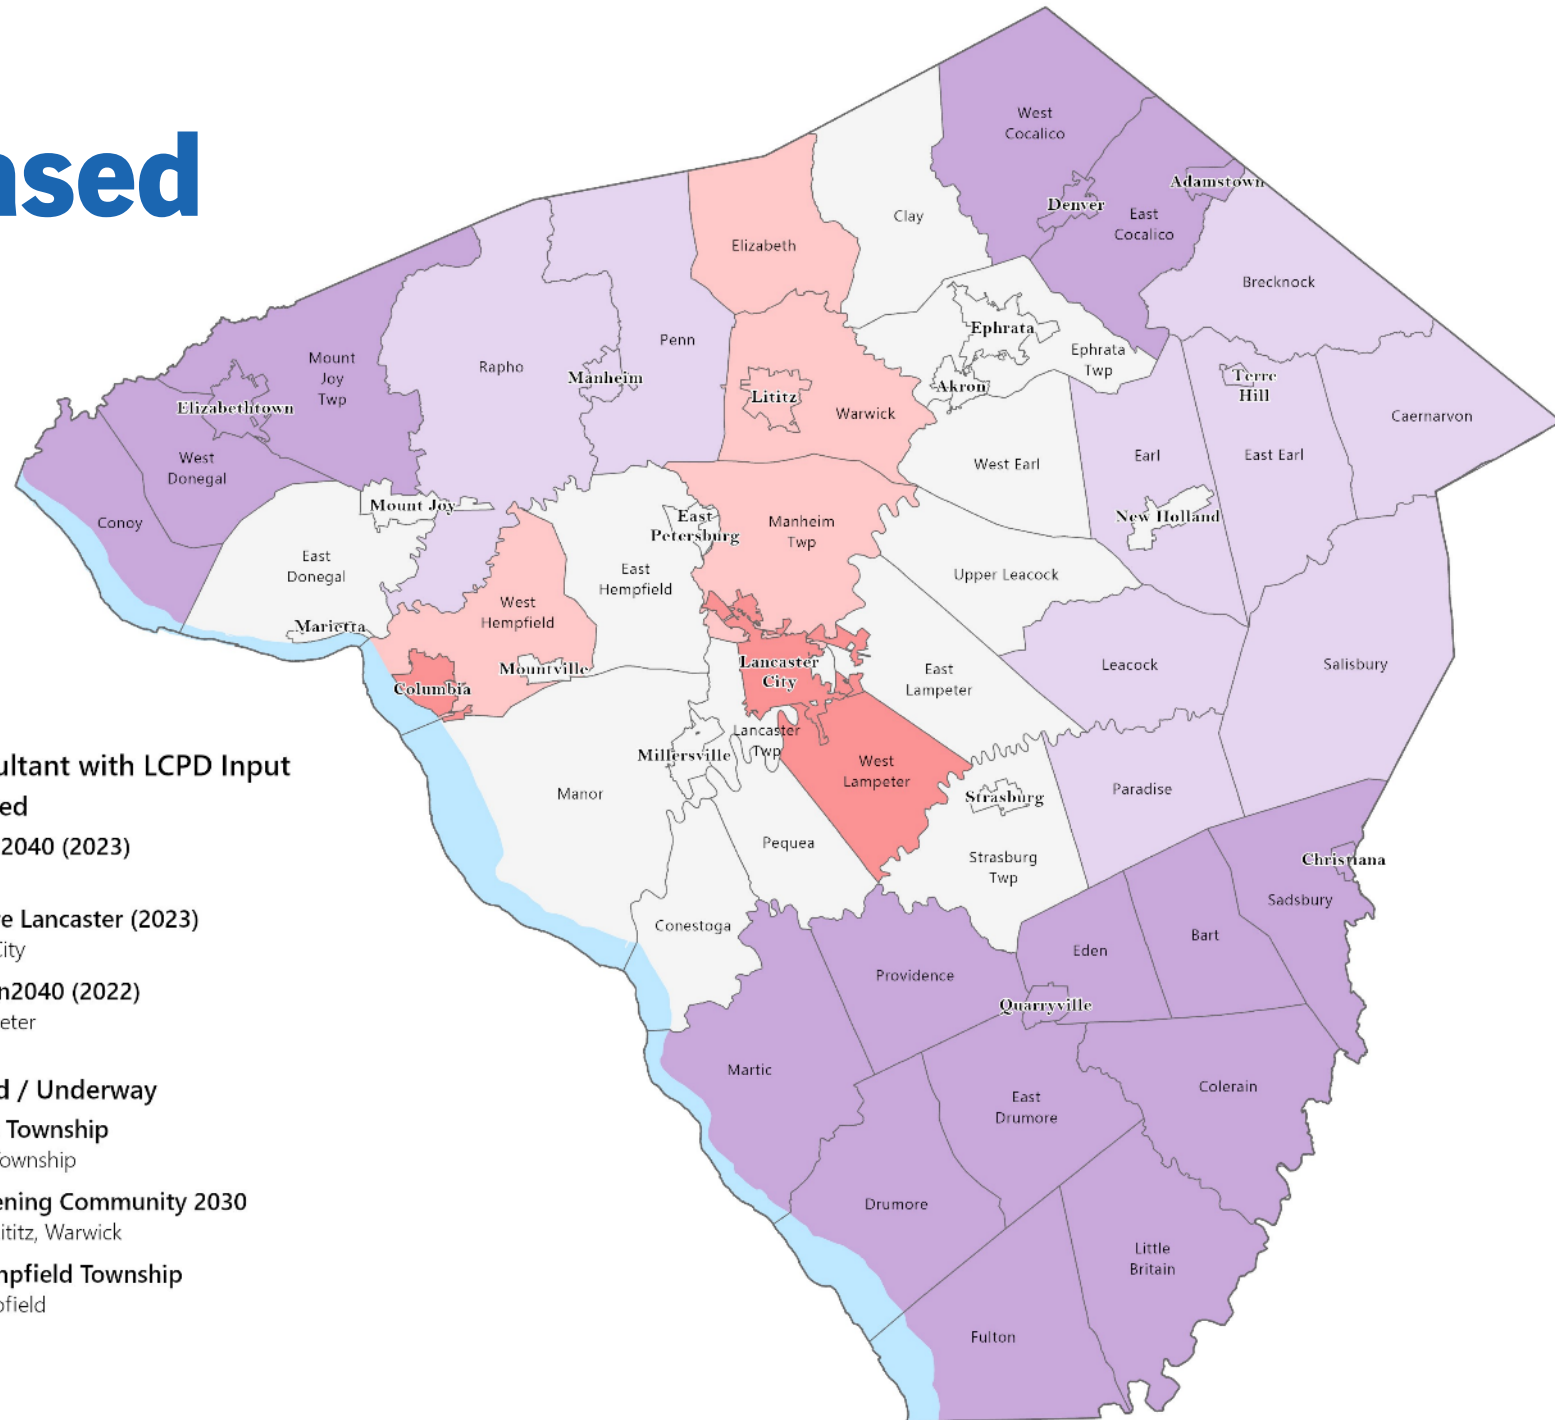 ased
ultant with LCPD Input
ed
2040 (2023)
e Lancaster (2023)
City
n2040 (2022)
eter
d / Underway
Township
Township
ening Community 2030
ititz, Warwick
mpfield Township
pfield
West
Cocalico
Adamstown
Denver
East
Cocalico
Clay
Elizabeth
Brecknock
Ephrata
Ephrata
Twp
Akron
Terre
Hill
Penn
Mount
Joy
Twp
Rapho
Manheim
Lititz
Warwick
Elizabethtown
Caernarvon
West
Donegal
West Earl
Earl
East Earl
Conoy
Mount Joy
New Holland
East
Petersburg
Manheim
Twp
East
Donegal
East
Hempfield
Upper Leacock
West
Hempfield
Marietta
Mountville
Columbia
Lancaster
City
East
Lampeter
Leacock
Salisbury
Lancaster
Twp
Millersville
West
Lampeter
Manor
Strasburg
Paradise
Pequea
Strasburg
Twp
Christiana
Sadsbury
Conestoga
Eden
Bart
Providence
Quarryville
Martic
East
Drumore
Colerain
Drumore
Little
Britain
Fulton